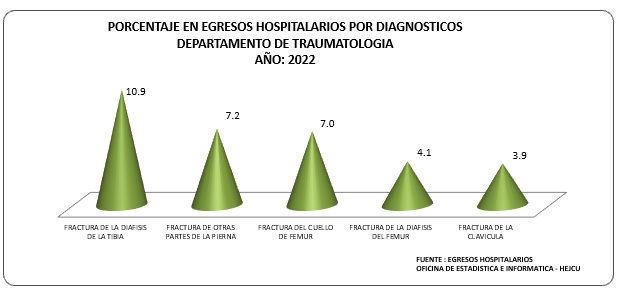 PORCENTAJE EN EGRESOS HOSPITALARIOS POR DIAGNOSTICOS
DEPARTAMENTO DE TRAUMATOLOGIA
AÑO: 2022
10.9
7.2
7.0
4.1
3.9
FRACTURA DE LA DIAFISIS
DE LA TIBIA
FRACTURA DE OTRAS
PARTES DE LA PIERNA
FRACTURA DEL CUELLO
DE FEMUR
FRACTURA DE LA DIAFISIS
DEL FEMUR
FRACTURA DE LA
CLAVICULA
FUENTE : EGRESOS HOSPITALARIOS
OFICINA DE ESTADISTICA E INFORMATICA - HEJCU